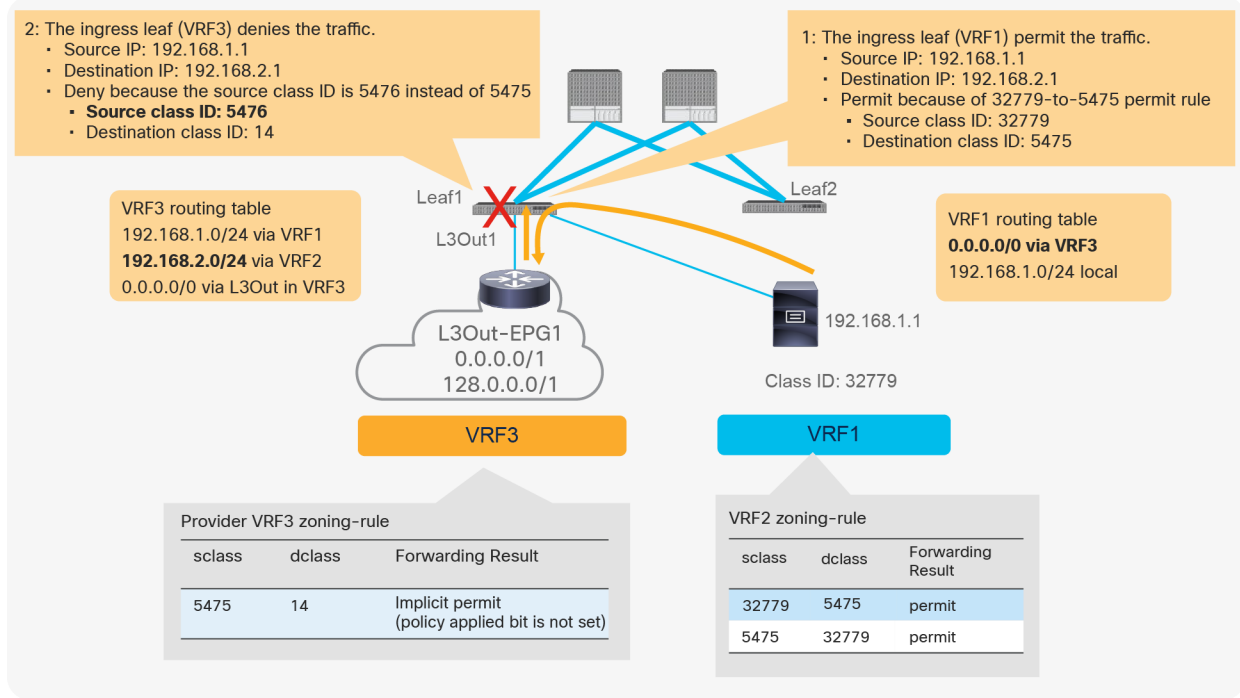 2: The ingress leaf (VRF3) denies the traffic.
▪ Source IP: 192.168.1.1
▪ Destination IP: 192.168.2.1
▪ Deny because the source class ID is 5476 instead of 5475
▪ Source class ID: 5476
▪ Destination class ID: 14
1: The ingress leaf (VRF1) permit the traffic.
▪ Source IP: 192.168.1.1
▪ Destination IP: 192.168.2.1
▪ Permit because of 32779-to-5475 permit rule
▪ Source class ID: 32779
▪ Destination class ID: 5475
Leaf1
Leaf2
L3Out1
VRF3 routing table
192.168.1.0/24 via VRF1
192.168.2.0/24 via VRF2
0.0.0.0/0 via L3Out in VRF3
VRF1 routing table
0.0.0.0/0 via VRF3
192.168.1.0/24 local
L3Out-EPG1
0.0.0.0/1
128.0.0.0/1
192.168.1.1
Class ID: 32779
VRF3
VRF1
Provider VRF3 zoning-rule
sclass dclass Forwarding Result
5475 14 Implicit permit
(policy applied bit is not set)
VRF2 zoning-rule
sclass dclass Forwarding
Result
32779 5475 permit
5475 32779 permit